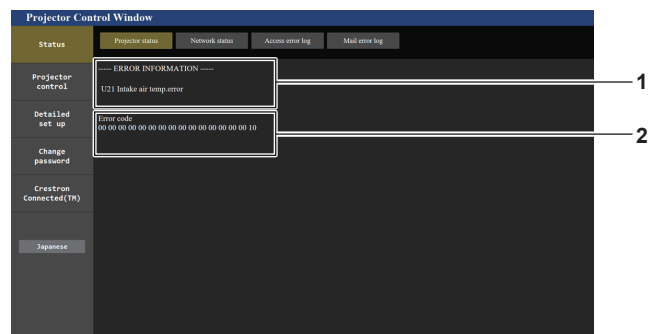 Projector Control Window
Status
Projector status
Network status
Access error log
Mail error log
Projector
control
Detailed
set up
Change
password
Crestron
Connected(TM)
Japanese
----- ERROR INFORMATION -----
U21 Intake air temp.error
Error code
00 00 00 00 00 00 00 00 00 00 00 00 00 00 00 10
1
2